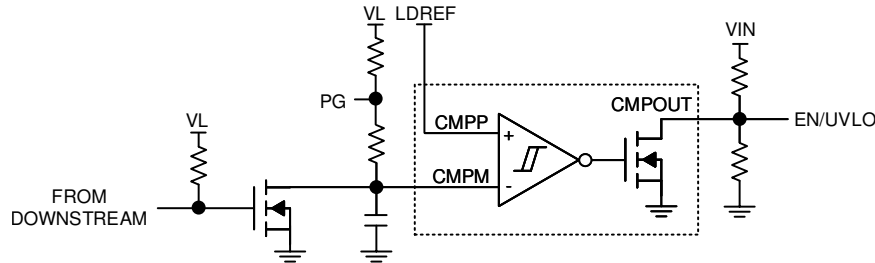 VL
LDREF
VIN
PG
CMPOUT
VL
CMPP
+
EN/UVLO
CMPM
-
FROM
DOWNSTREAM